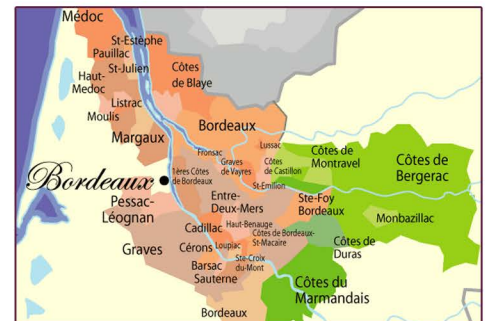 Médoc
St-Estèphe
Pauillac
St-Julien
Haut-
Medoc
Côtes
de Blaye
Listrac
Moulis
Margaux
Bordeaux
Fronsac
Lussac
Graves
de Vayres
Côtes
de Castillon
Côtes de
Montravel
Côtes de
Bergerac
Bordeaux
1ères Côtes
de Bordeaux
St-Emilion
Pessac-
Léognan
Entre-
Deux-Mers
Ste-Foy
Bordeaux
Monbazillac
Haut-Benauge
Cadillac
Côtes de Bordeaux-
St-Macaire
Graves
Cérons
Loupiac
Côtes de
Duras
Barsac
Sauterne
Ste-Croix
du-Mont
Côtes du
Marmandais
Bordeaux